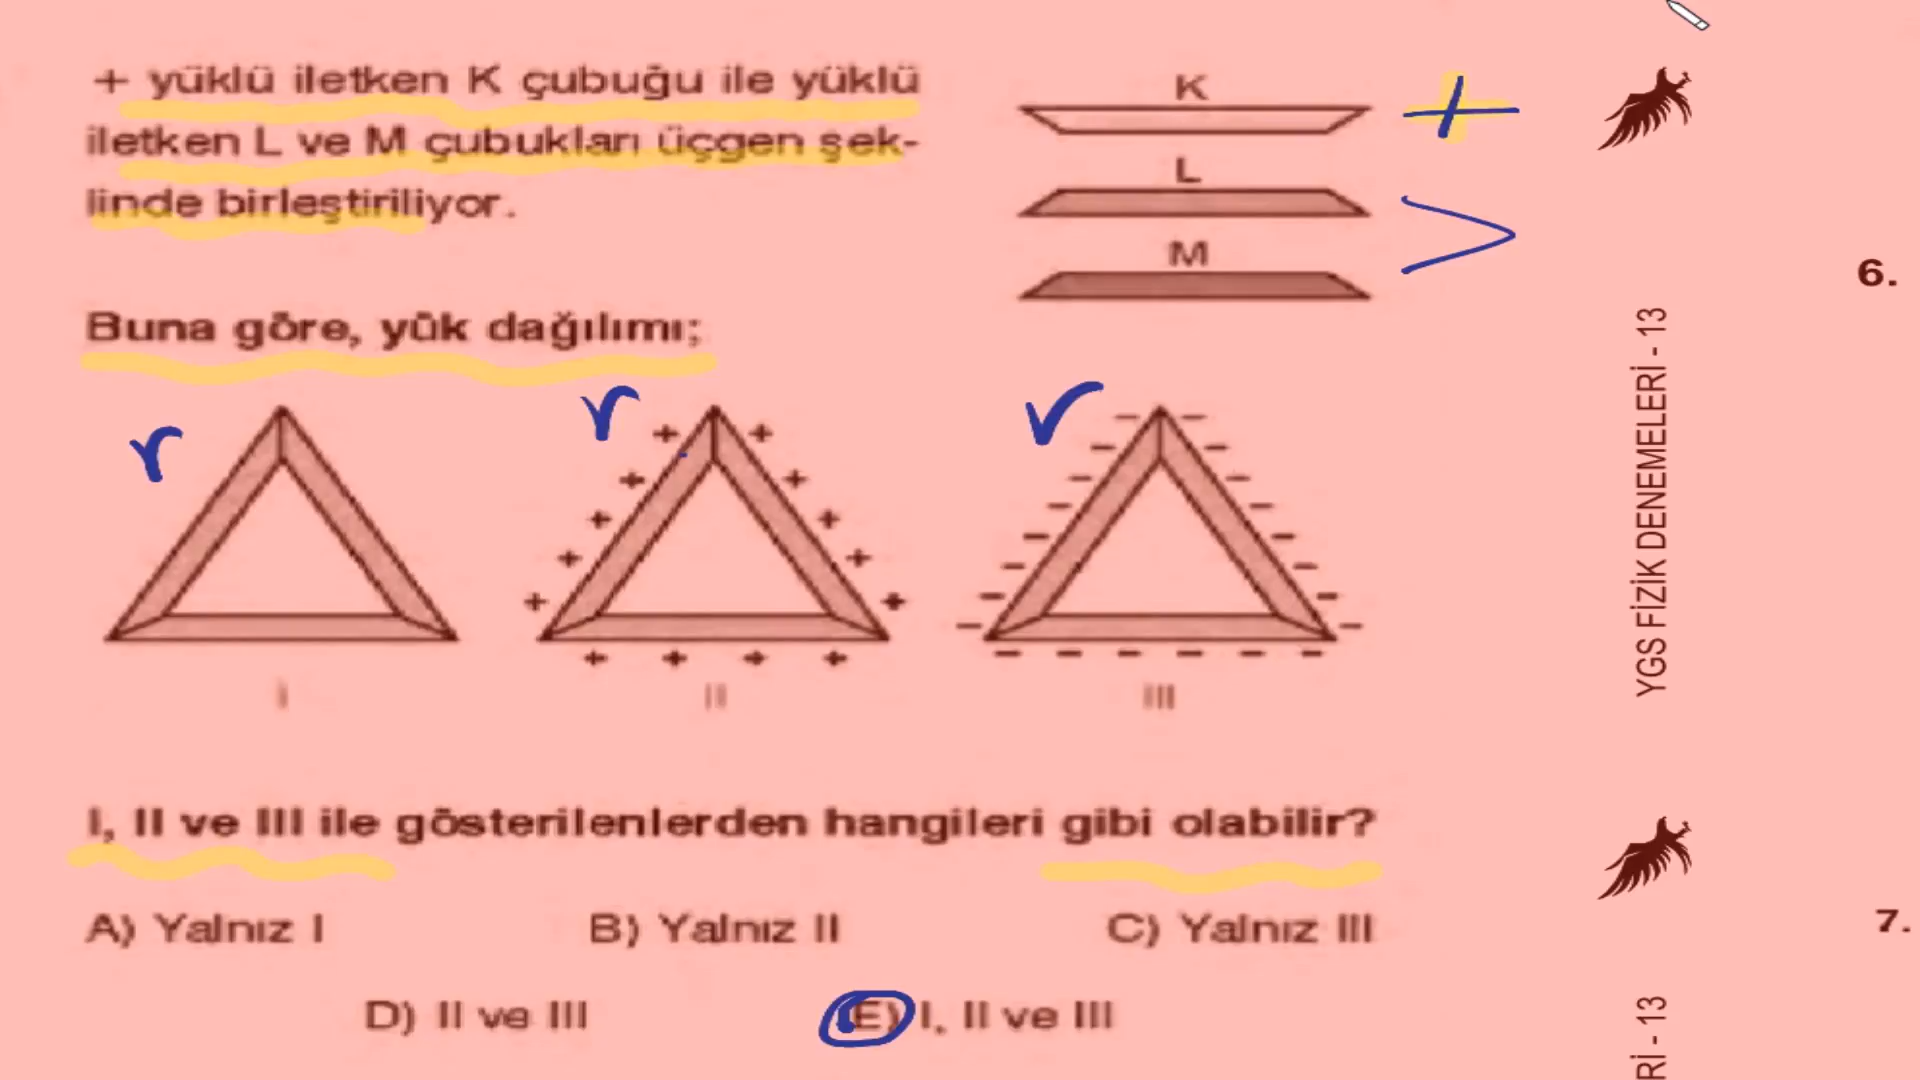 + yüklü iletken K çubuğu ile yüklü
iletken L ve M çubukları üçgen şek-
linde birleştiriliyor.
K
+
L
M
Buna göre, yük dağılımı;
I
II
III
I, II ve III ile gösterilenlerden hangileri gibi olabilir?
A) Yalnız I
B) Yalnız II
C) Yalnız III
D) II ve III
E) I, II ve III
YGS FİZİK DENEMELERİ - 13
6.
7.
Rİ - 13